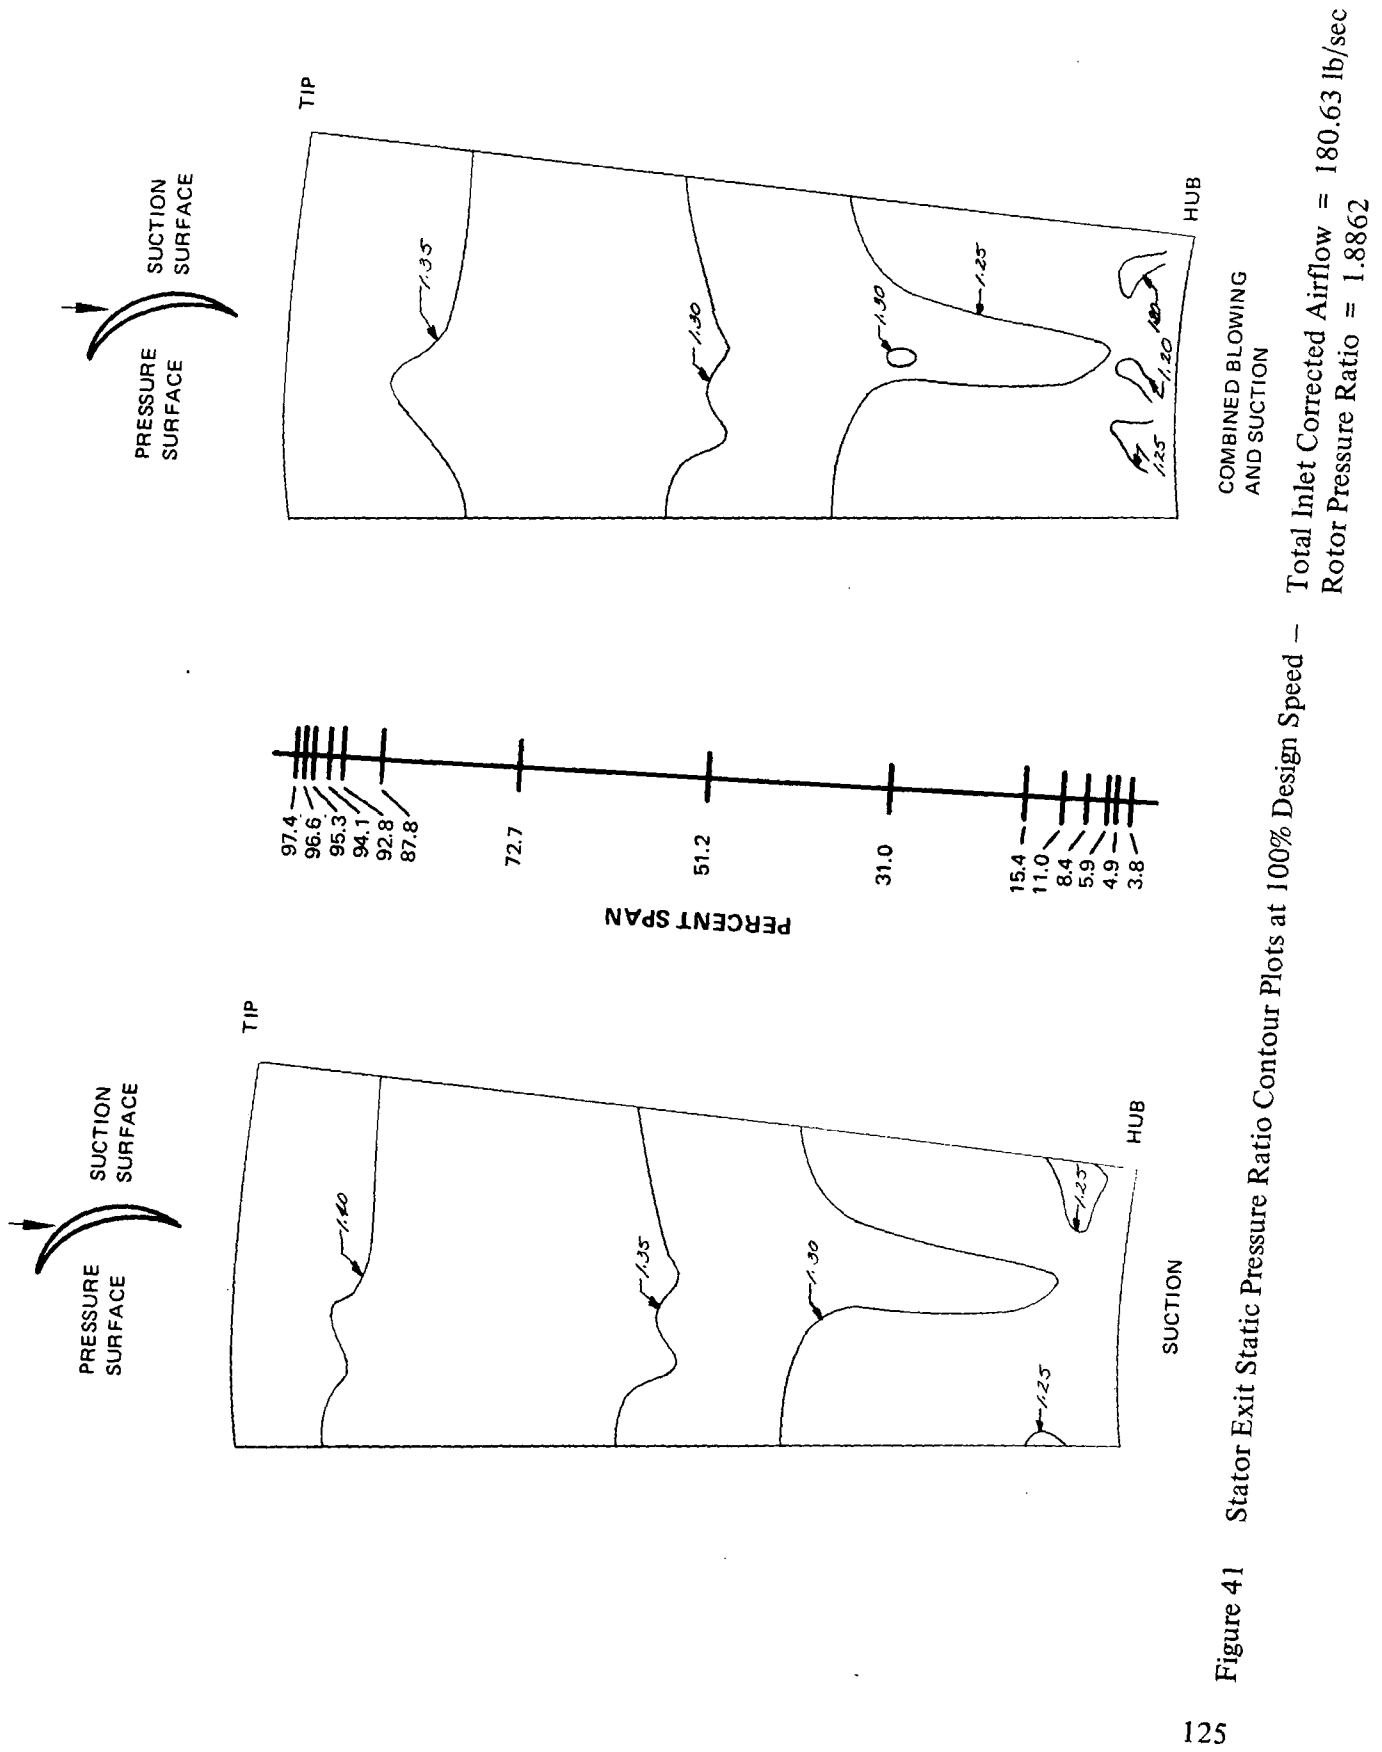 PRESSURE
SURFACE
SUCTION
SURFACE
TIP
1.40
1.35
1.30
1.25
1.25
HUB
SUCTION
PERCENT SPAN
97.4
96.6
95.3
94.1
92.8
87.8
72.7
51.2
31.0
15.4
11.0
8.4
5.9
4.9
3.8
PRESSURE
SURFACE
SUCTION
SURFACE
TIP
1.35
1.30
1.30
1.25
1.25
1.20
HUB
COMBINED BLOWING
AND SUCTION
Figure 41 Stator Exit Static Pressure Ratio Contour Plots at 100% Design Speed — Total Inlet Corrected Airflow = 180.63 lb/sec
Rotor Pressure Ratio = 1.8862
125